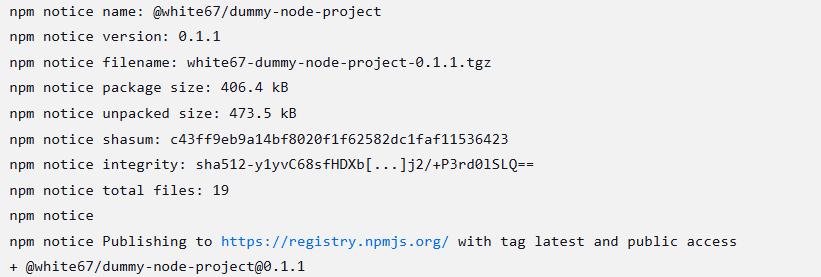 npm notice name: @white67/dummy-node-project
npm notice version: 0.1.1
npm notice filename: white67-dummy-node-project-0.1.1.tgz
npm notice package size: 406.4 kB
npm notice unpacked size: 473.5 kB
npm notice shasum: c43ff9eb9a14bf8020f1f62582dc1faf11536423
npm notice integrity: sha512-y1yvC68sfHDXb[...]j2/+P3rd0lSLQ==
npm notice total files: 19
npm notice
npm notice Publishing to https://registry.npmjs.org/ with tag latest and public access
+ @white67/dummy-node-project@0.1.1